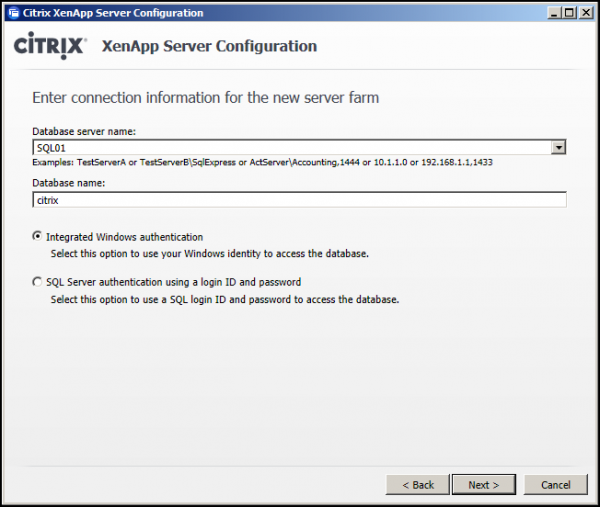 Citrix XenApp Server Configuration
CITRIX® XenApp Server Configuration
Enter connection information for the new server farm
Database server name:
SQL01
Examples: TestServerA or TestServerB\SqlExpress or ActServer\Accounting,1444 or 10.1.1.0 or 192.168.1.1,1433
Database name:
citrix
Integrated Windows authentication
Select this option to use your Windows identity to access the database.
SQL Server authentication using a login ID and password
Select this option to use a SQL login ID and password to access the database.
< Back Next > Cancel